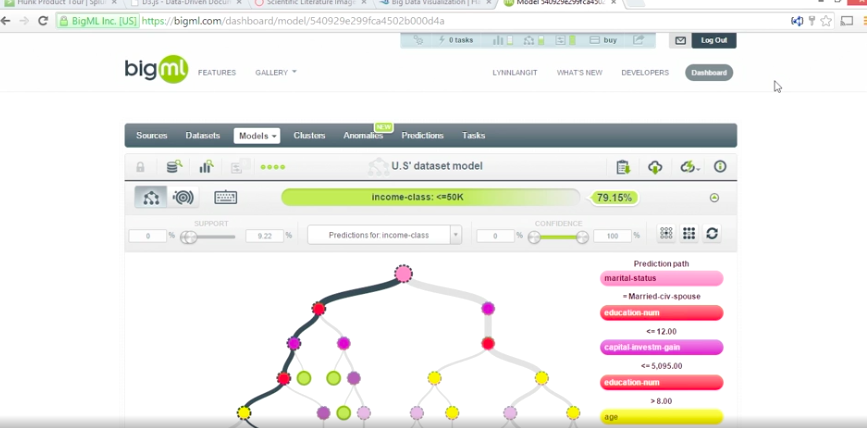 Hunk Product Tour | Splu
D3.js - Data-Driven Docum
Scientific Literature Imag
Big Data Visualization | Fl
Model 540929e299fca4502
BigML Inc. [US] https://bigml.com/dashboard/model/540929e299fca4502b000d4a
0 tasks
buy
Log Out
bigml FEATURES GALLERY LYNNLANGIT WHAT'S NEW DEVELOPERS Dashboard
NEW
Sources Datasets Models Clusters Anomalies Predictions Tasks
U.S' dataset model
income-class: <=50K 79.15%
SUPPORT CONFIDENCE
0 % 9.22 % Predictions for: income-class 0 % 100 %
Prediction path
marital-status
= Married-civ-spouse
education-num
<= 12.00
capital-investm-gain
<= 5,095.00
education-num
> 8.00
age